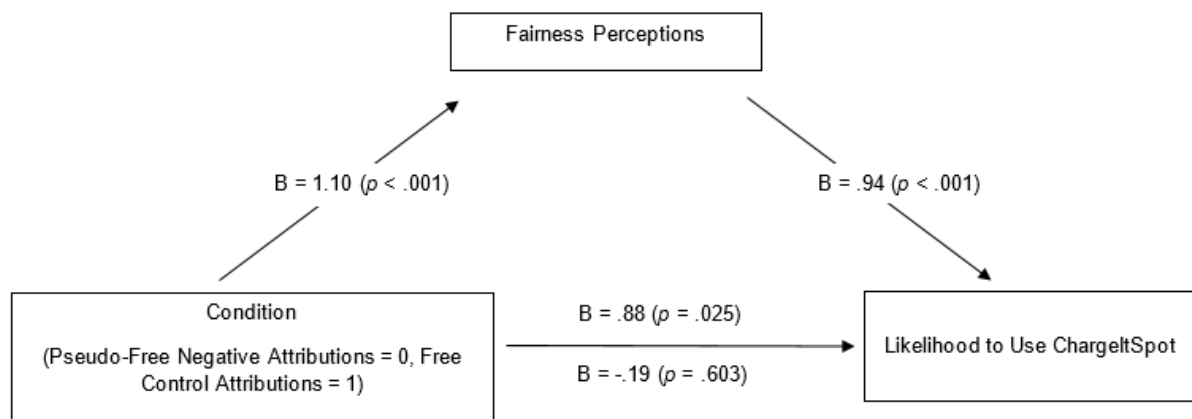 Fairness Perceptions
B = 1.10 (p < .001)
B = .94 (p < .001)
Condition
(Pseudo-Free Negative Attributions = 0, Free
Control Attributions = 1)
B = .88 (p = .025)
B = -.19 (p = .603)
Likelihood to Use ChargeItSpot